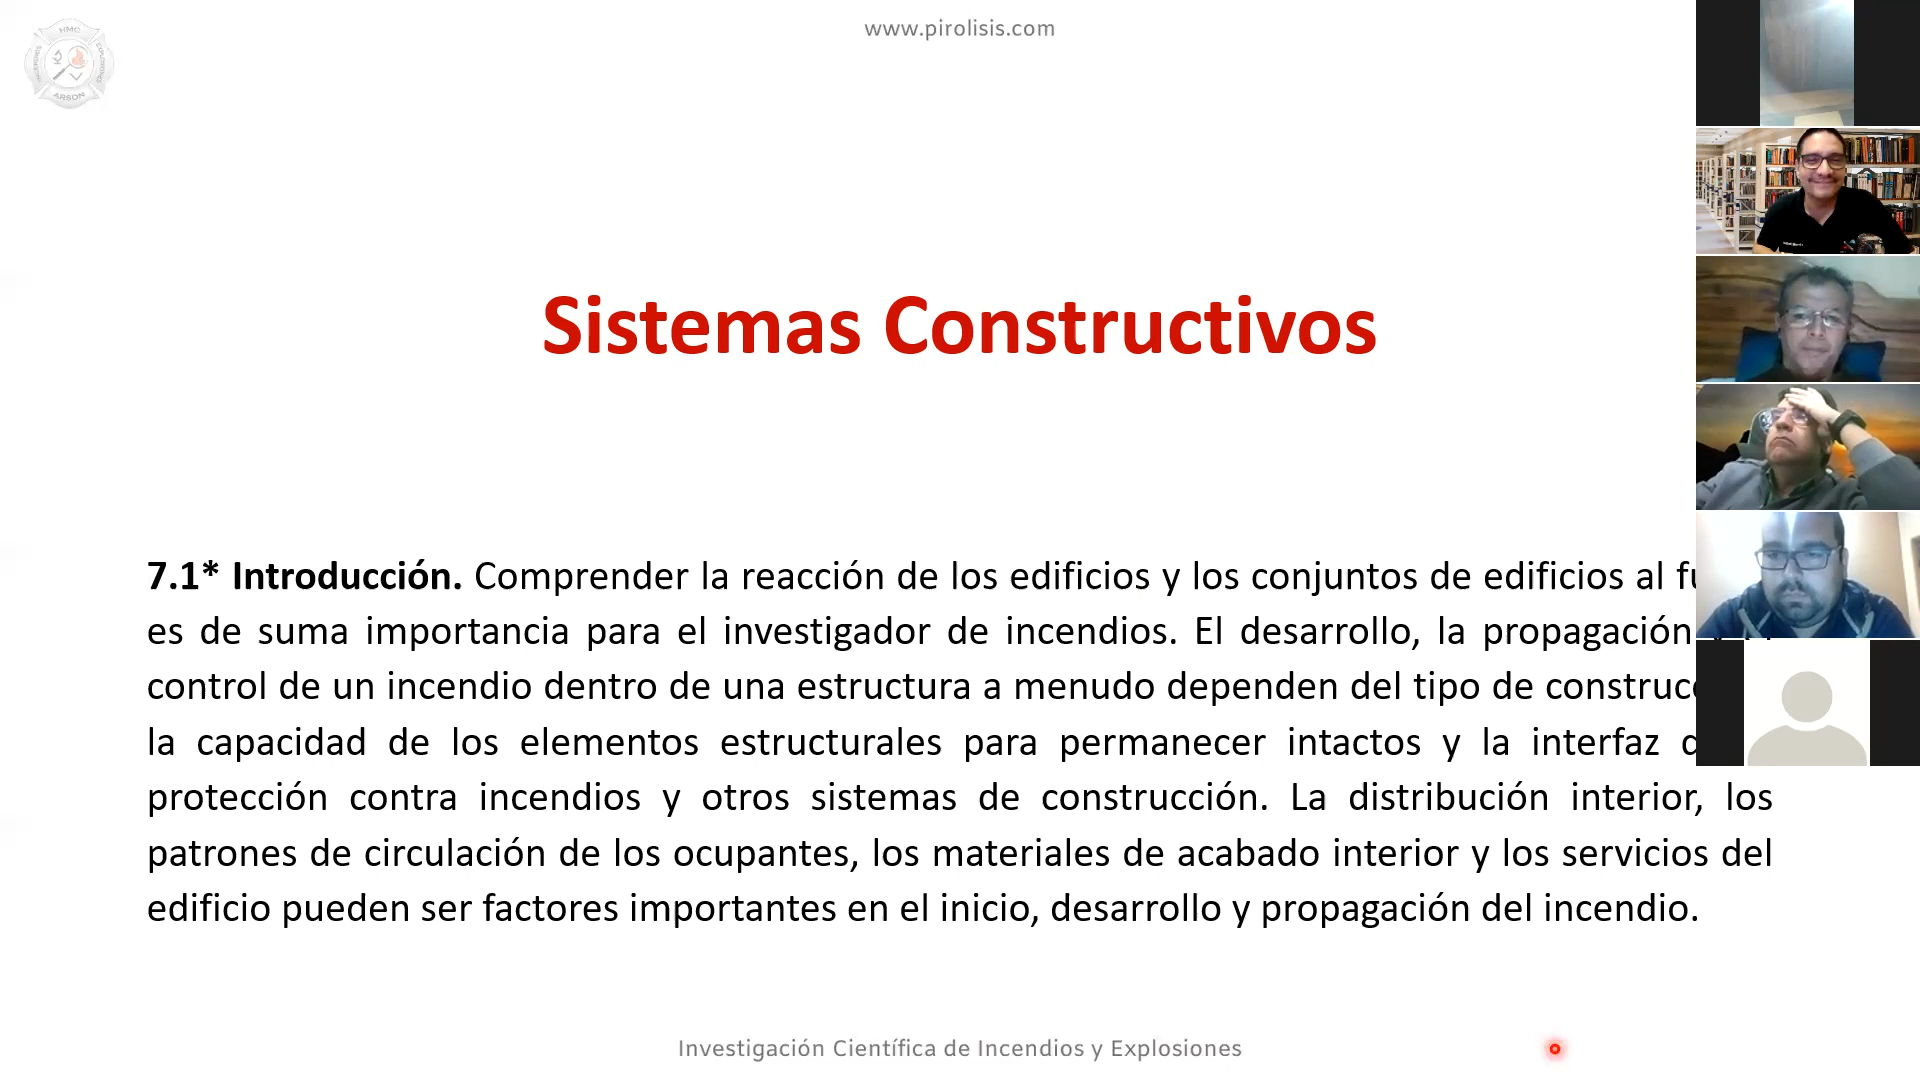 www.pirolisis.com
HMC
ARSON
Sistemas Constructivos
7.1* Introducción. Comprender la reacción de los edificios y los conjuntos de edificios al
es de suma importancia para el investigador de incendios. El desarrollo, la propagación
control de un incendio dentro de una estructura a menudo dependen del tipo de
la capacidad de los elementos estructurales para permanecer intactos y la interfaz
protección contra incendios y otros sistemas de construcción. La distribución interior, los
patrones de circulación de los ocupantes, los materiales de acabado interior y los servicios del
edificio pueden ser factores importantes en el inicio, desarrollo y propagación del incendio.
Investigación Científica de Incendios y Explosiones